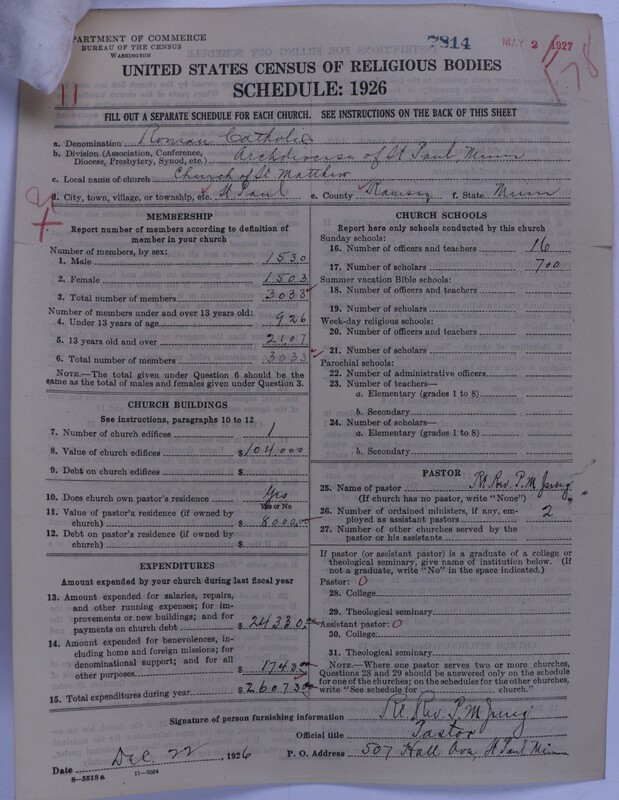 DEPARTMENT OF COMMERCE
BUREAU OF THE CENSUS
WASHINGTON
7814
MAY 2 1927
178
UNITED STATES CENSUS OF RELIGIOUS BODIES
SCHEDULE: 1926
11
FILL OUT A SEPARATE SCHEDULE FOR EACH CHURCH. SEE INSTRUCTIONS ON THE BACK OF THIS SHEET
a. Denomination Roman Catholic
b. Division (Association, Conference, Diocese, Presbytery, Synod, etc.) Archdiocese of St Paul Minn
c. Local name of church Church of St. Matthew
d. City, town, village, or township, etc. St Paul e. County Ramsey f. State Minn
MEMBERSHIP
Report number of members according to definition of
member in your church
Number of members, by sex:
1. Male 1530
2. Female 1503
3. Total number of members 3033
Number of members under and over 13 years old:
4. Under 13 years of age 926
5. 13 years old and over 2107
6. Total number of members 3033
NOTE.—The total given under Question 6 should be the
same as the total of males and females given under Question 3.
CHURCH BUILDINGS
See instructions, paragraphs 10 to 12
7. Number of church edifices 1
8. Value of church edifices $104000
9. Debt on church edifices $
10. Does church own pastor's residence Yes
Yes or No
11. Value of pastor's residence (if owned by
church) $8000.00
12. Debt on pastor's residence (if owned by
church) $
EXPENDITURES
Amount expended by your church during last fiscal year
13. Amount expended for salaries, repairs,
and other running expenses; for im-
provements or new buildings; and for
payments on church debt $24330.00
14. Amount expended for benevolences, in-
cluding home and foreign missions; for
denominational support; and for all
other purposes $1743.00
15. Total expenditures during year $26073.00
CHURCH SCHOOLS
Report here only schools conducted by this church
Sunday schools:
16. Number of officers and teachers 16
17. Number of scholars 700
Summer vacation Bible schools:
18. Number of officers and teachers
19. Number of scholars
Week-day religious schools:
20. Number of officers and teachers
21. Number of scholars
Parochial schools:
22. Number of administrative officers
23. Number of teachers—
a. Elementary (grades 1 to 8)
b. Secondary
24. Number of scholars—
a. Elementary (grades 1 to 8)
b. Secondary
PASTOR
25. Name of pastor Rt. Rev. P. M Jung
(If church has no pastor, write "None")
26. Number of ordained ministers, if any, em-
ployed as assistant pastors 2
27. Number of other churches served by the
pastor or his assistants
If pastor (or assistant pastor) is a graduate of a college or
theological seminary, give name of institution below. (If
not a graduate, write "No" in the space indicated.)
Pastor: 0
28. College
29. Theological seminary
Assistant pastor: 0
30. College
31. Theological seminary
NOTE.—Where one pastor serves two or more churches,
Questions 28 and 29 should be answered only on the schedule
for one of the churches; on the schedules for the other churches,
write "See schedule for church."
Signature of person furnishing information Rt. Rev. P. M Jung
Official title Pastor
Date Dec 22, 1926 P. O. Address 507 Hall Ave, St Paul Minn
8-5518a 11-9064